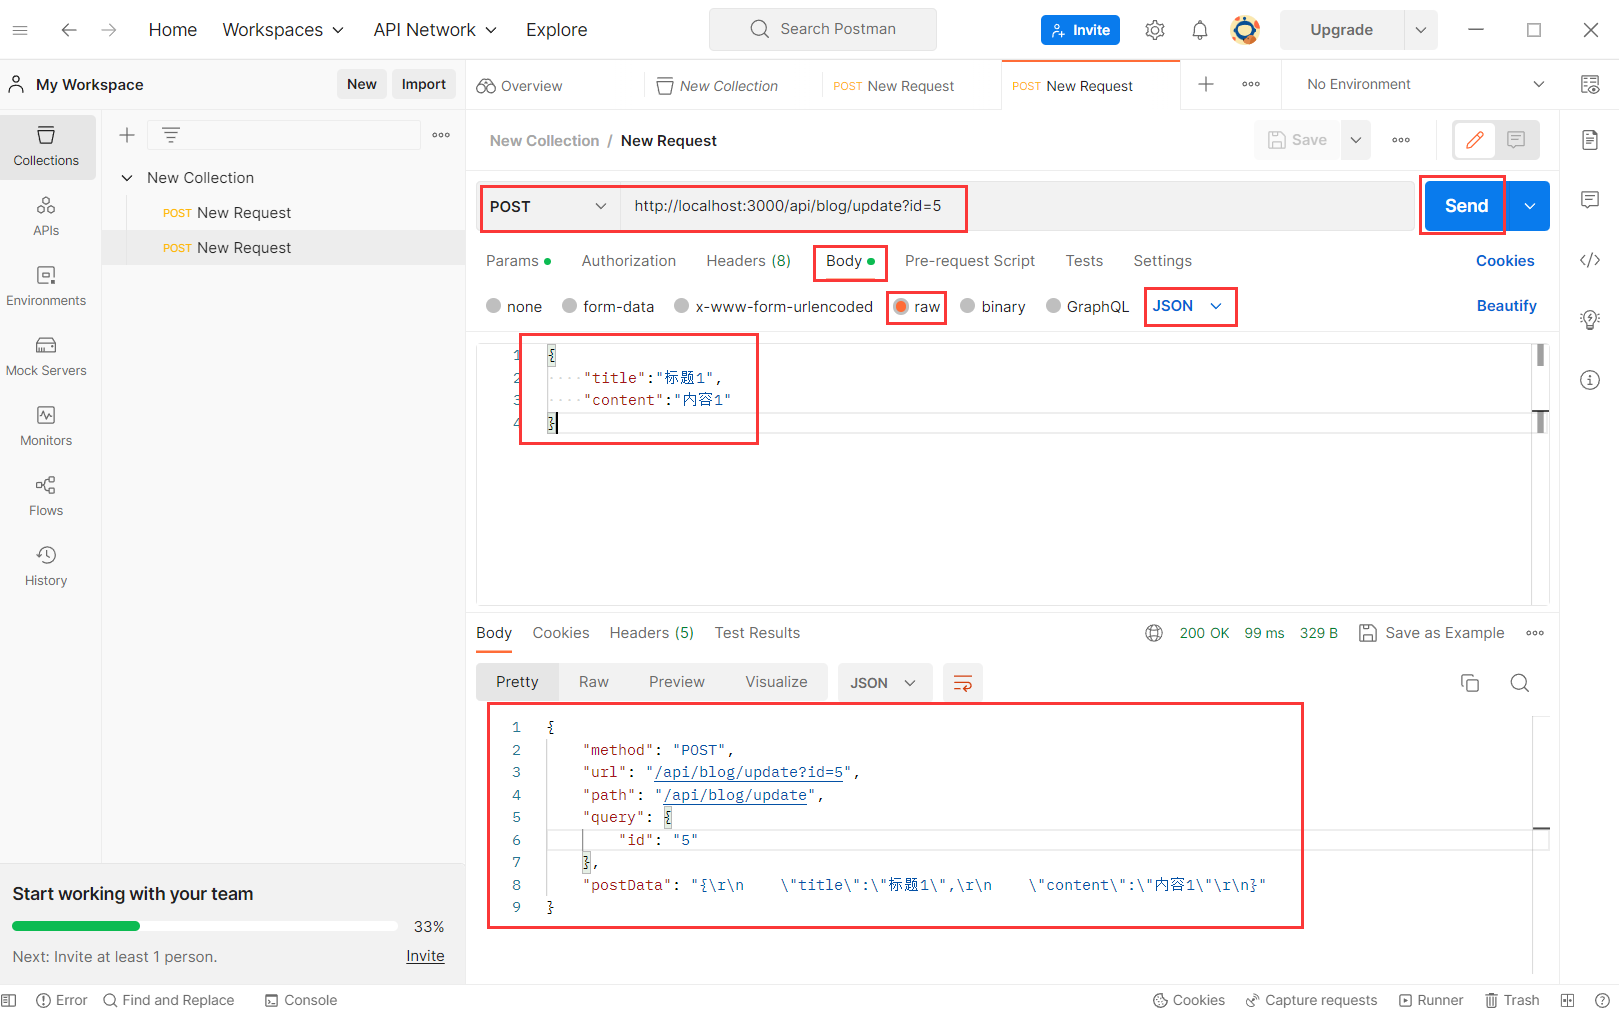 Home Workspaces API Network Explore Search Postman Invite Upgrade
My Workspace New Import Overview New Collection POST New Request POST New Request No Environment
Collections
APIs
Environments
Mock Servers
Monitors
Flows
History
New Collection
POST New Request
POST New Request
New Collection / New Request Save
POST http://localhost:3000/api/blog/update?id=5 Send
Params Authorization Headers (8) Body Pre-request Script Tests Settings Cookies
none form-data x-www-form-urlencoded raw binary GraphQL JSON Beautify
1 {
2 "title":"标题1",
3 "content":"内容1"
4 }
Body Cookies Headers (5) Test Results 200 OK 99 ms 329 B Save as Example
Pretty Raw Preview Visualize JSON
1 {
2 "method": "POST",
3 "url": "/api/blog/update?id=5",
4 "path": "/api/blog/update",
5 "query": {
6 "id": "5"
7 },
8 "postData": "{\r\n    \"title\":\"标题1\",\r\n    \"content\":\"内容1\"\r\n}"
9 }
Start working with your team
33%
Next: Invite at least 1 person. Invite
Error Find and Replace Console Cookies Capture requests Runner Trash